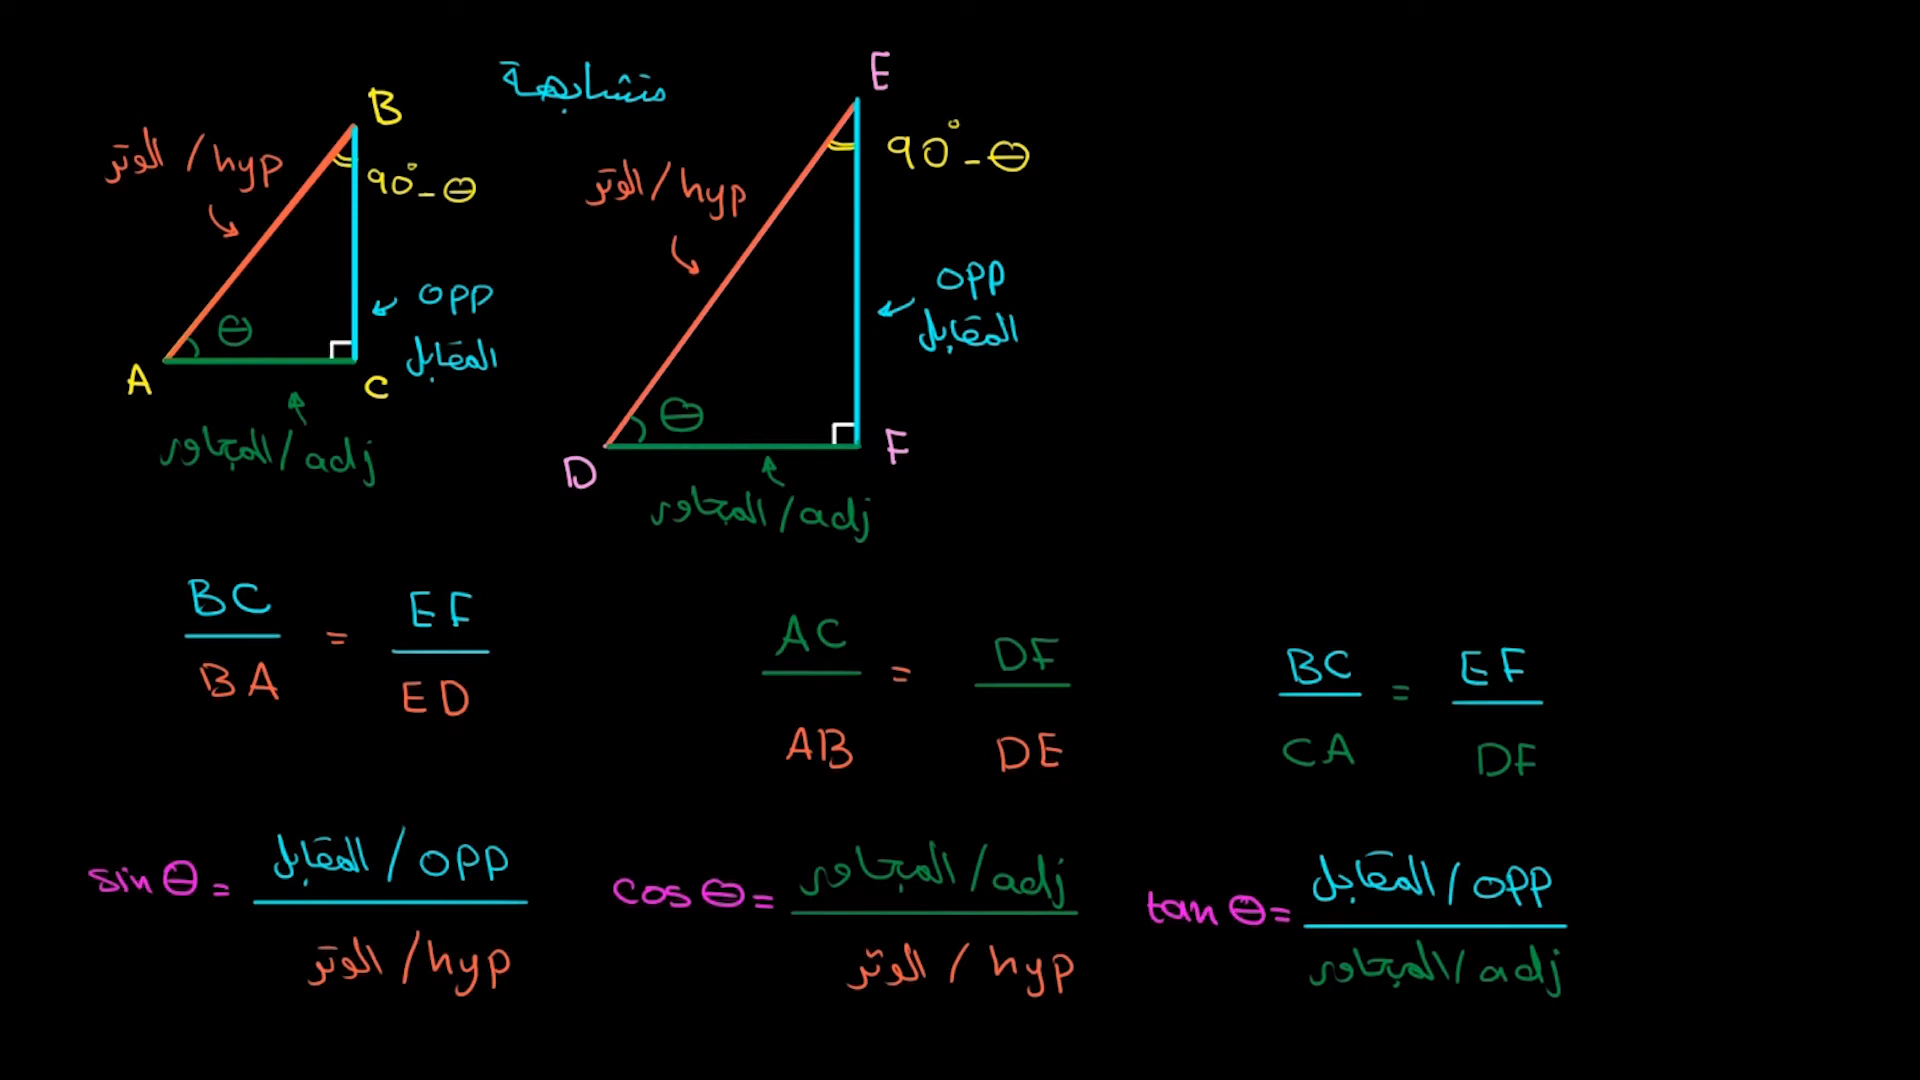 متشابهة
B
الوتر / hyp
90° - θ
θ
opp
المقابل
A
C
المجاور / adj
E
90° - θ
الوتر / hyp
opp
المقابل
θ
D
F
المجاور / adj
BC / BA = EF / ED
AC / AB = DF / DE
BC / CA = EF / DF
sin θ = المقابل / opp
الوتر / hyp
cos θ = المجاور / adj
الوتر / hyp
tan θ = المقابل / opp
المجاور / adj